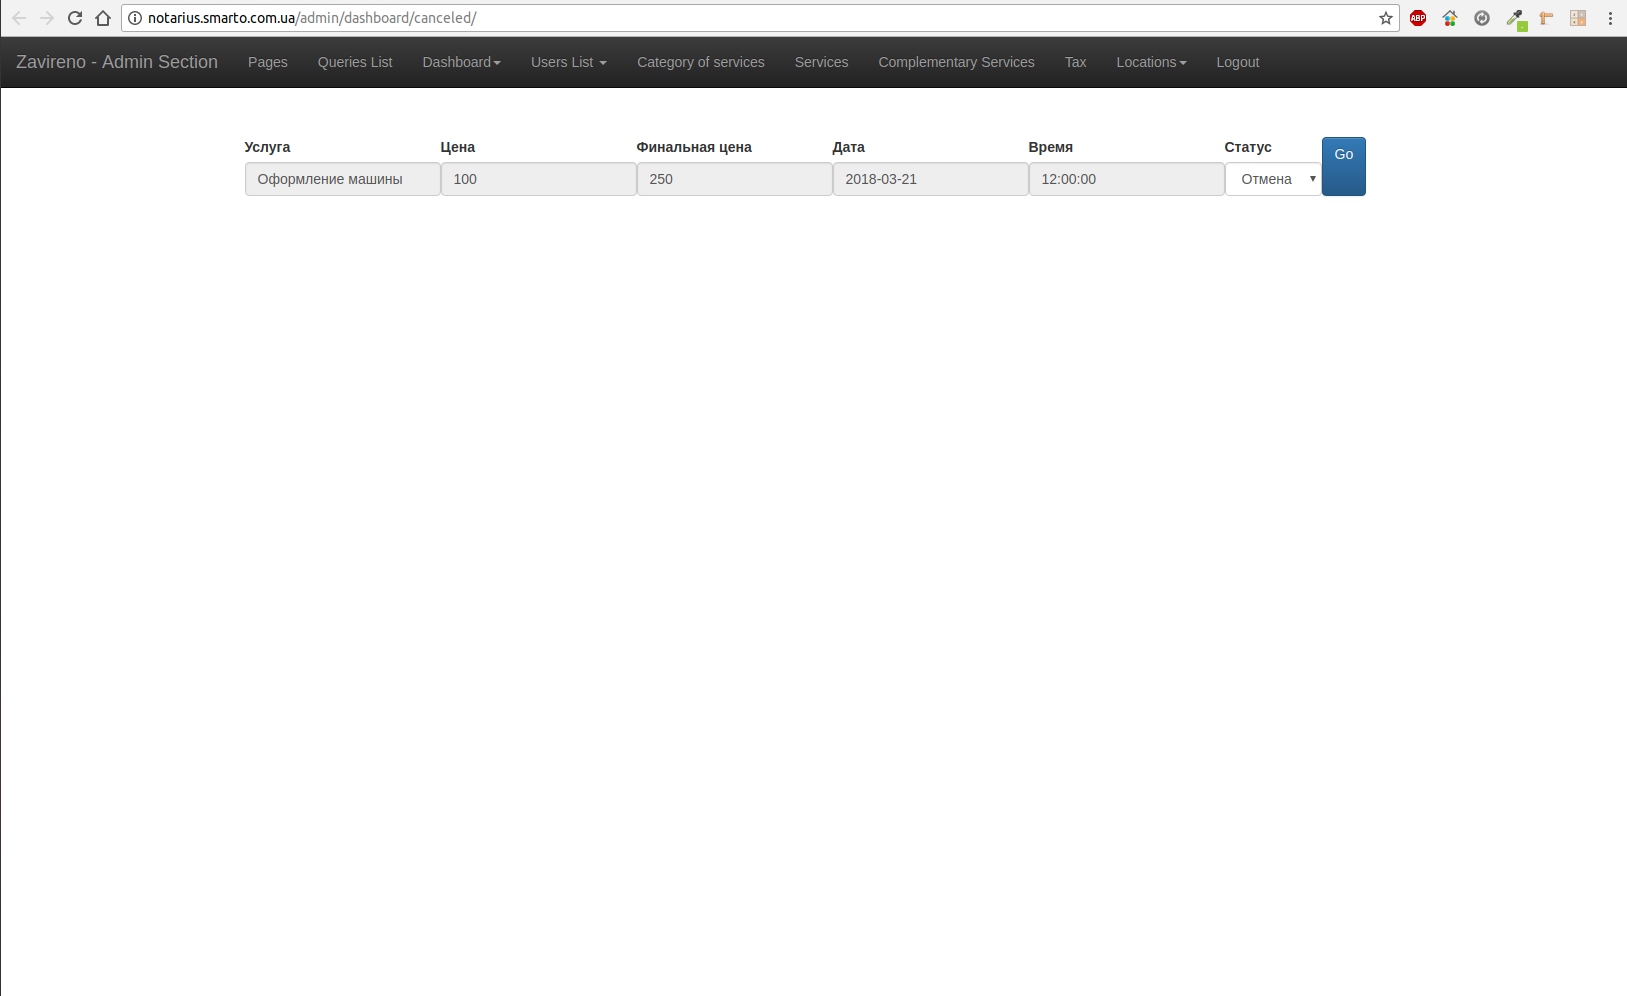 notarius.smarto.com.ua/admin/dashboard/canceled/
ABP
Zavireno - Admin Section Pages Queries List Dashboard Users List Category of services Services Complementary Services Tax Locations Logout
Услуга Цена Финальная цена Дата Время Статус Go
Оформление машины 100 250 2018-03-21 12:00:00 Отмена